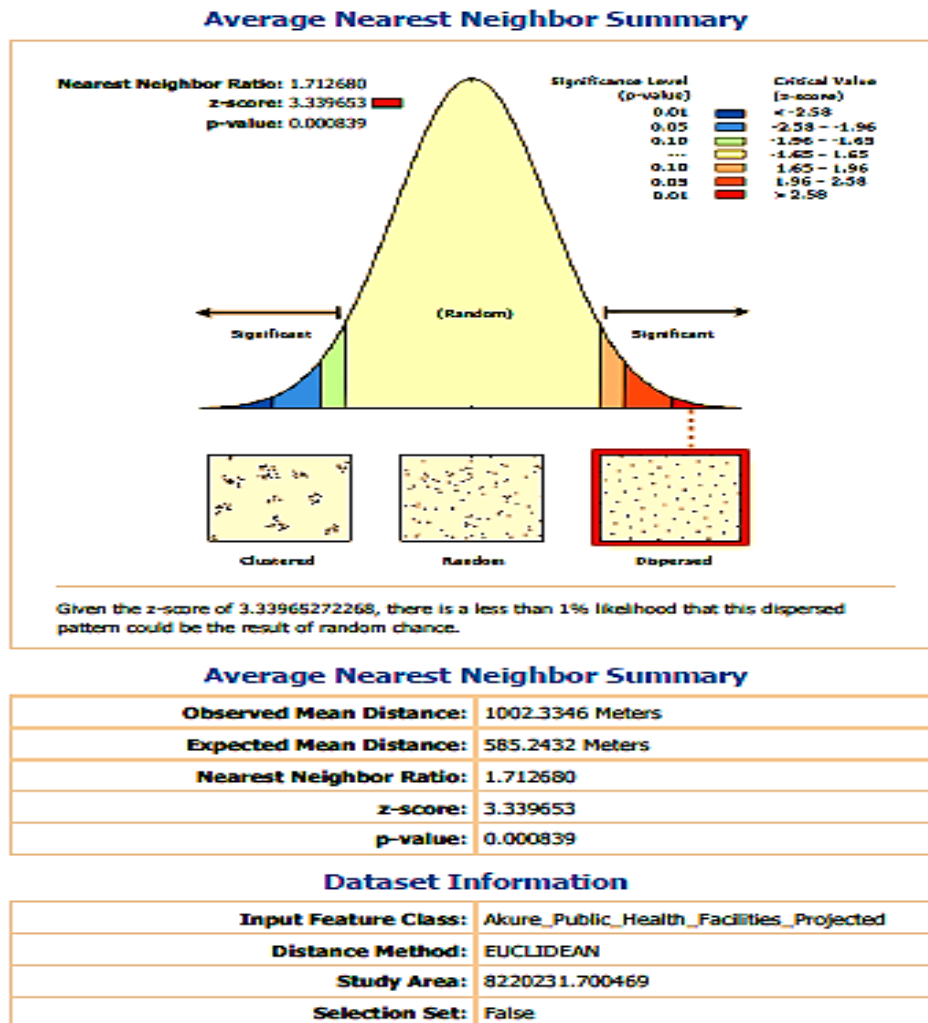 Average Nearest Neighbor Summary
Nearest Neighbor Ratio: 1.712680
z-score: 3.339653
p-value: 0.000839
Significance Level
(p-value)
Critical Value
(z-score)
0.01 < -2.58
0.05 -2.58 - -1.96
0.10 -1.96 - -1.65
--- -1.65 - 1.65
0.10 1.65 - 1.96
0.05 1.96 - 2.58
0.01 > 2.58
Significant
(Random)
Significant
Clustered
Random
Dispersed
Given the z-score of 3.33965272268, there is a less than 1% likelihood that this dispersed
pattern could be the result of random chance.
Average Nearest Neighbor Summary
Observed Mean Distance: 1002.3346 Meters
Expected Mean Distance: 585.2432 Meters
Nearest Neighbor Ratio: 1.712680
z-score: 3.339653
p-value: 0.000839
Dataset Information
Input Feature Class: Akure_Public_Health_Facilities_Projected
Distance Method: EUCLIDEAN
Study Area: 8220231.700469
Selection Set: False